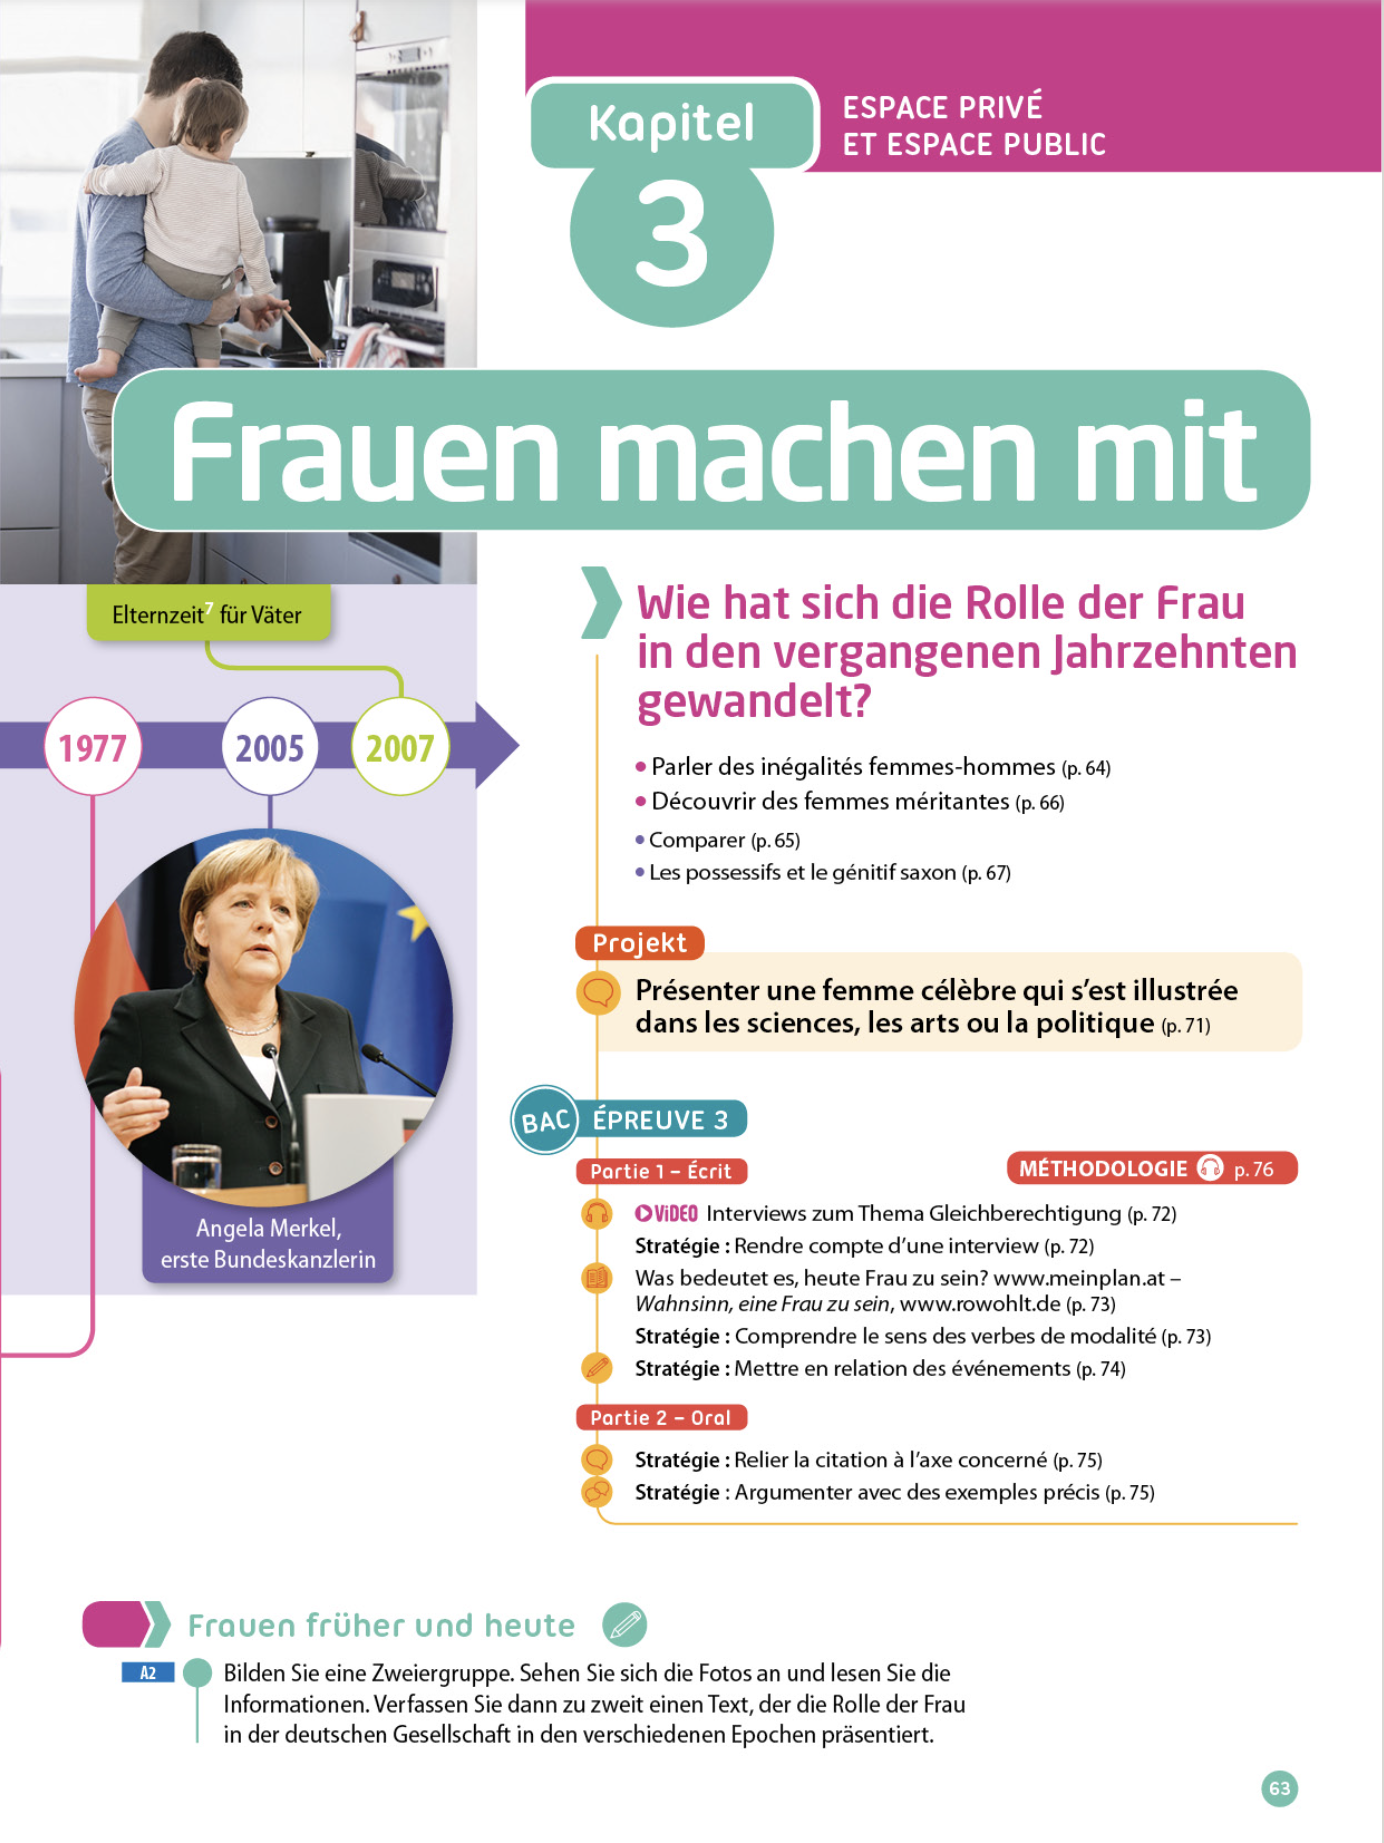 Kapitel
3
ESPACE PRIVÉ
ET ESPACE PUBLIC
Frauen machen mit
Elternzeit⁷ für Väter
1977
2005
2007
Angela Merkel,
erste Bundeskanzlerin
Wie hat sich die Rolle der Frau
in den vergangenen Jahrzehnten
gewandelt?
• Parler des inégalités femmes-hommes (p. 64)
• Découvrir des femmes méritantes (p. 66)
• Comparer (p. 65)
• Les possessifs et le génitif saxon (p. 67)
Projekt
Présenter une femme célèbre qui s’est illustrée
dans les sciences, les arts ou la politique (p. 71)
BAC ÉPREUVE 3
Partie 1 – Écrit
MÉTHODOLOGIE p. 76
ViDEO Interviews zum Thema Gleichberechtigung (p. 72)
Stratégie : Rendre compte d’une interview (p. 72)
Was bedeutet es, heute Frau zu sein? www.meinplan.at –
Wahnsinn, eine Frau zu sein, www.rowohlt.de (p. 73)
Stratégie : Comprendre le sens des verbes de modalité (p. 73)
Stratégie : Mettre en relation des événements (p. 74)
Partie 2 – Oral
Stratégie : Relier la citation à l’axe concerné (p. 75)
Stratégie : Argumenter avec des exemples précis (p. 75)
Frauen früher und heute
A2
Bilden Sie eine Zweiergruppe. Sehen Sie sich die Fotos an und lesen Sie die
Informationen. Verfassen Sie dann zu zweit einen Text, der die Rolle der Frau
in der deutschen Gesellschaft in den verschiedenen Epochen präsentiert.
63